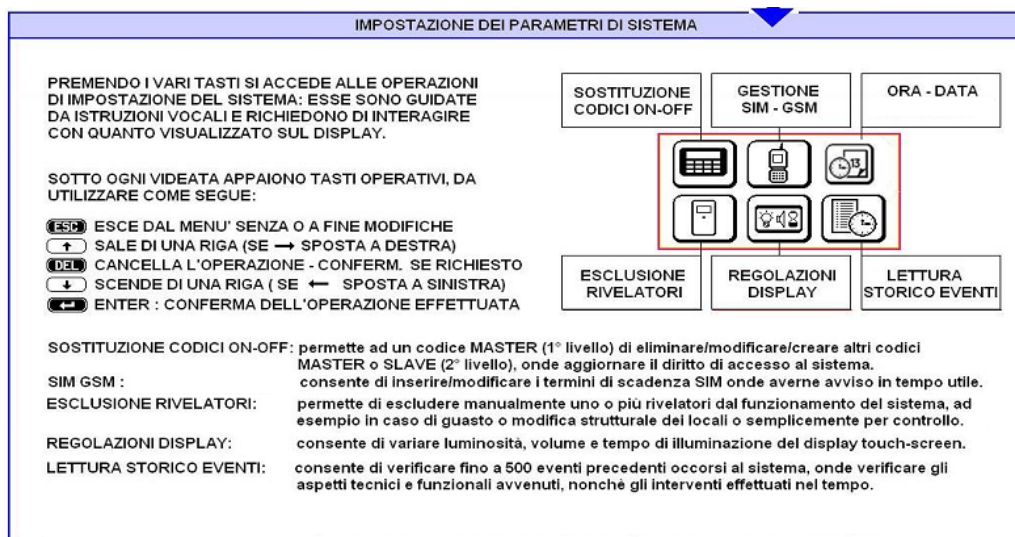 IMPOSTAZIONE DEI PARAMETRI DI SISTEMA
PREMENDO I VARI TASTI SI ACCEDE ALLE OPERAZIONI
DI IMPOSTAZIONE DEL SISTEMA: ESSE SONO GUIDATE
DA ISTRUZIONI VOCALI E RICHIEDONO DI INTERAGIRE
CON QUANTO VISUALIZZATO SUL DISPLAY.
SOTTO OGNI VIDEATA APPAIONO TASTI OPERATIVI, DA
UTILIZZARE COME SEGUE:
ESC ESCE DAL MENU' SENZA O A FINE MODIFICHE
↑ SALE DI UNA RIGA (SE → SPOSTA A DESTRA)
DEL CANCELLA L'OPERAZIONE - CONFERM. SE RICHIESTO
↓ SCENDE DI UNA RIGA ( SE ← SPOSTA A SINISTRA)
↵ ENTER : CONFERMA DELL'OPERAZIONE EFFETTUATA
SOSTITUZIONE
CODICI ON-OFF
GESTIONE
SIM - GSM
ORA - DATA
13
ESCLUSIONE
RIVELATORI
REGOLAZIONI
DISPLAY
LETTURA
STORICO EVENTI
SOSTITUZIONE CODICI ON-OFF: permette ad un codice MASTER (1° livello) di eliminare/modificare/creare altri codici
MASTER o SLAVE (2° livello), onde aggiornare il diritto di accesso al sistema.
SIM GSM : consente di inserire/modificare i termini di scadenza SIM onde averne avviso in tempo utile.
ESCLUSIONE RIVELATORI: permette di escludere manualmente uno o più rivelatori dal funzionamento del sistema, ad
esempio in caso di guasto o modifica strutturale dei locali o semplicemente per controllo.
REGOLAZIONI DISPLAY: consente di variare luminosità, volume e tempo di illuminazione del display touch-screen.
LETTURA STORICO EVENTI: consente di verificare fino a 500 eventi precedenti occorsi al sistema, onde verificare gli
aspetti tecnici e funzionali avvenuti, nonchè gli interventi effettuati nel tempo.